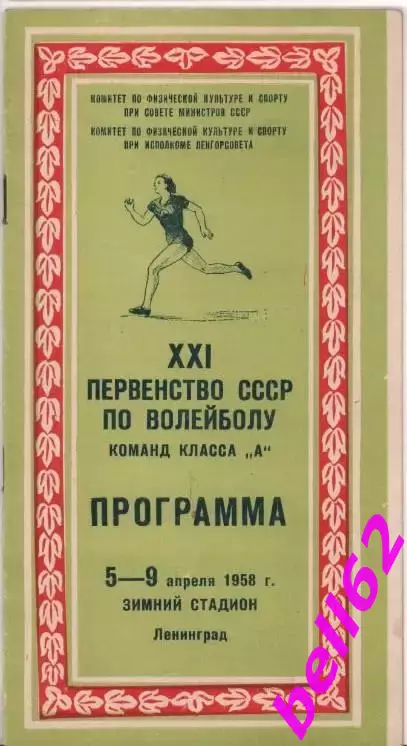 КОМИТЕТ ПО ФИЗИЧЕСКОЙ КУЛЬТУРЕ И СПОРТУ
ПРИ СОВЕТЕ МИНИСТРОВ СССР
КОМИТЕТ ПО ФИЗИЧЕСКОЙ КУЛЬТУРЕ И СПОРТУ
ПРИ ИСПОЛКОМЕ ЛЕНГОРСОВЕТА
XXI
ПЕРВЕНСТВО СССР
ПО ВОЛЕЙБОЛУ
КОМАНД КЛАССА „А“
ПРОГРАММА
5—9 апреля 1958 г.
ЗИМНИЙ СТАДИОН
Ленинград
bell62